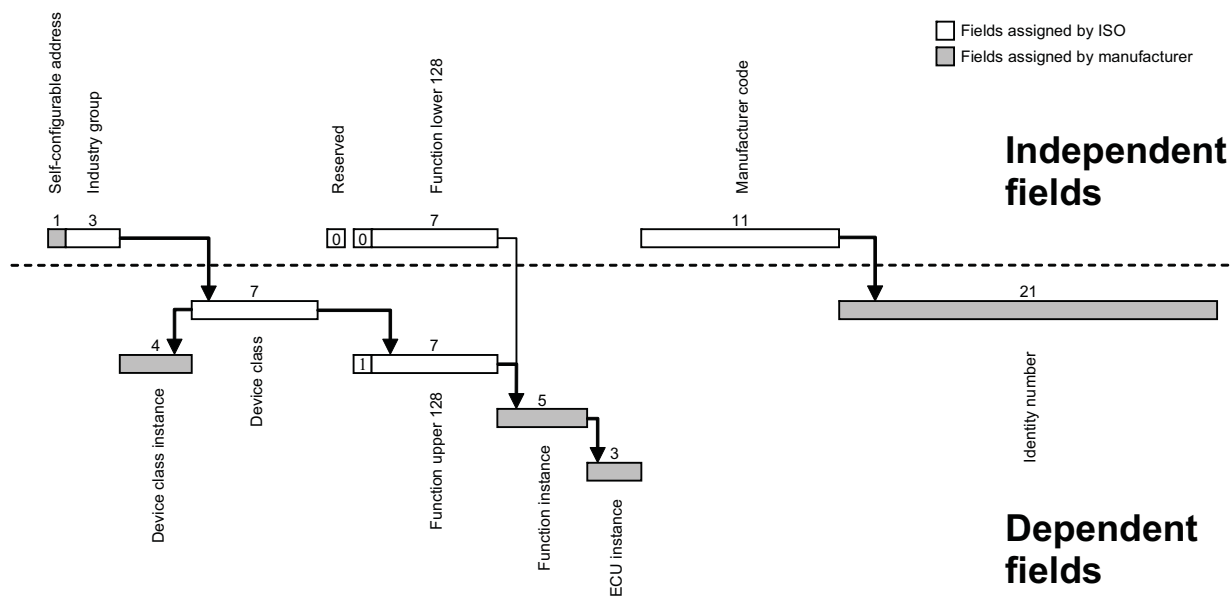 Fields assigned by ISO
Fields assigned by manufacturer
Self-configurable address
Industry group
Reserved
Function lower 128
Manufacturer code
Independent
fields
1
3
0
0
7
11
7
21
4
7
1
5
3
Device class instance
Device class
Function upper 128
Function instance
ECU instance
Identity number
Dependent
fields